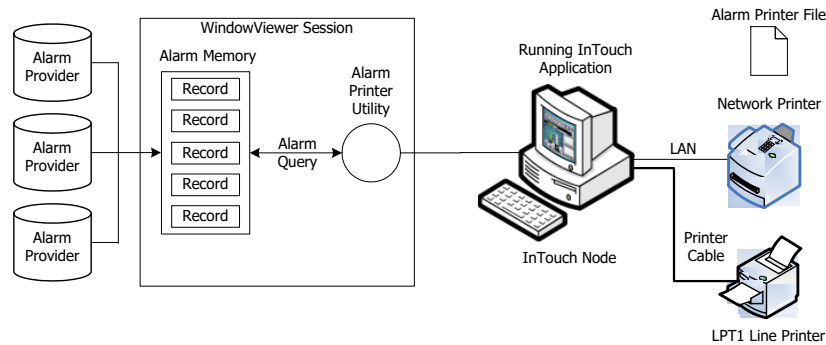 Alarm
Provider
Alarm
Provider
Alarm
Provider
WindowViewer Session
Alarm Memory
Record
Record
Record
Record
Record
Alarm
Query
Alarm
Printer
Utility
Running InTouch
Application
InTouch Node
Alarm Printer File
Network Printer
LAN
Printer
Cable
LPT1 Line Printer